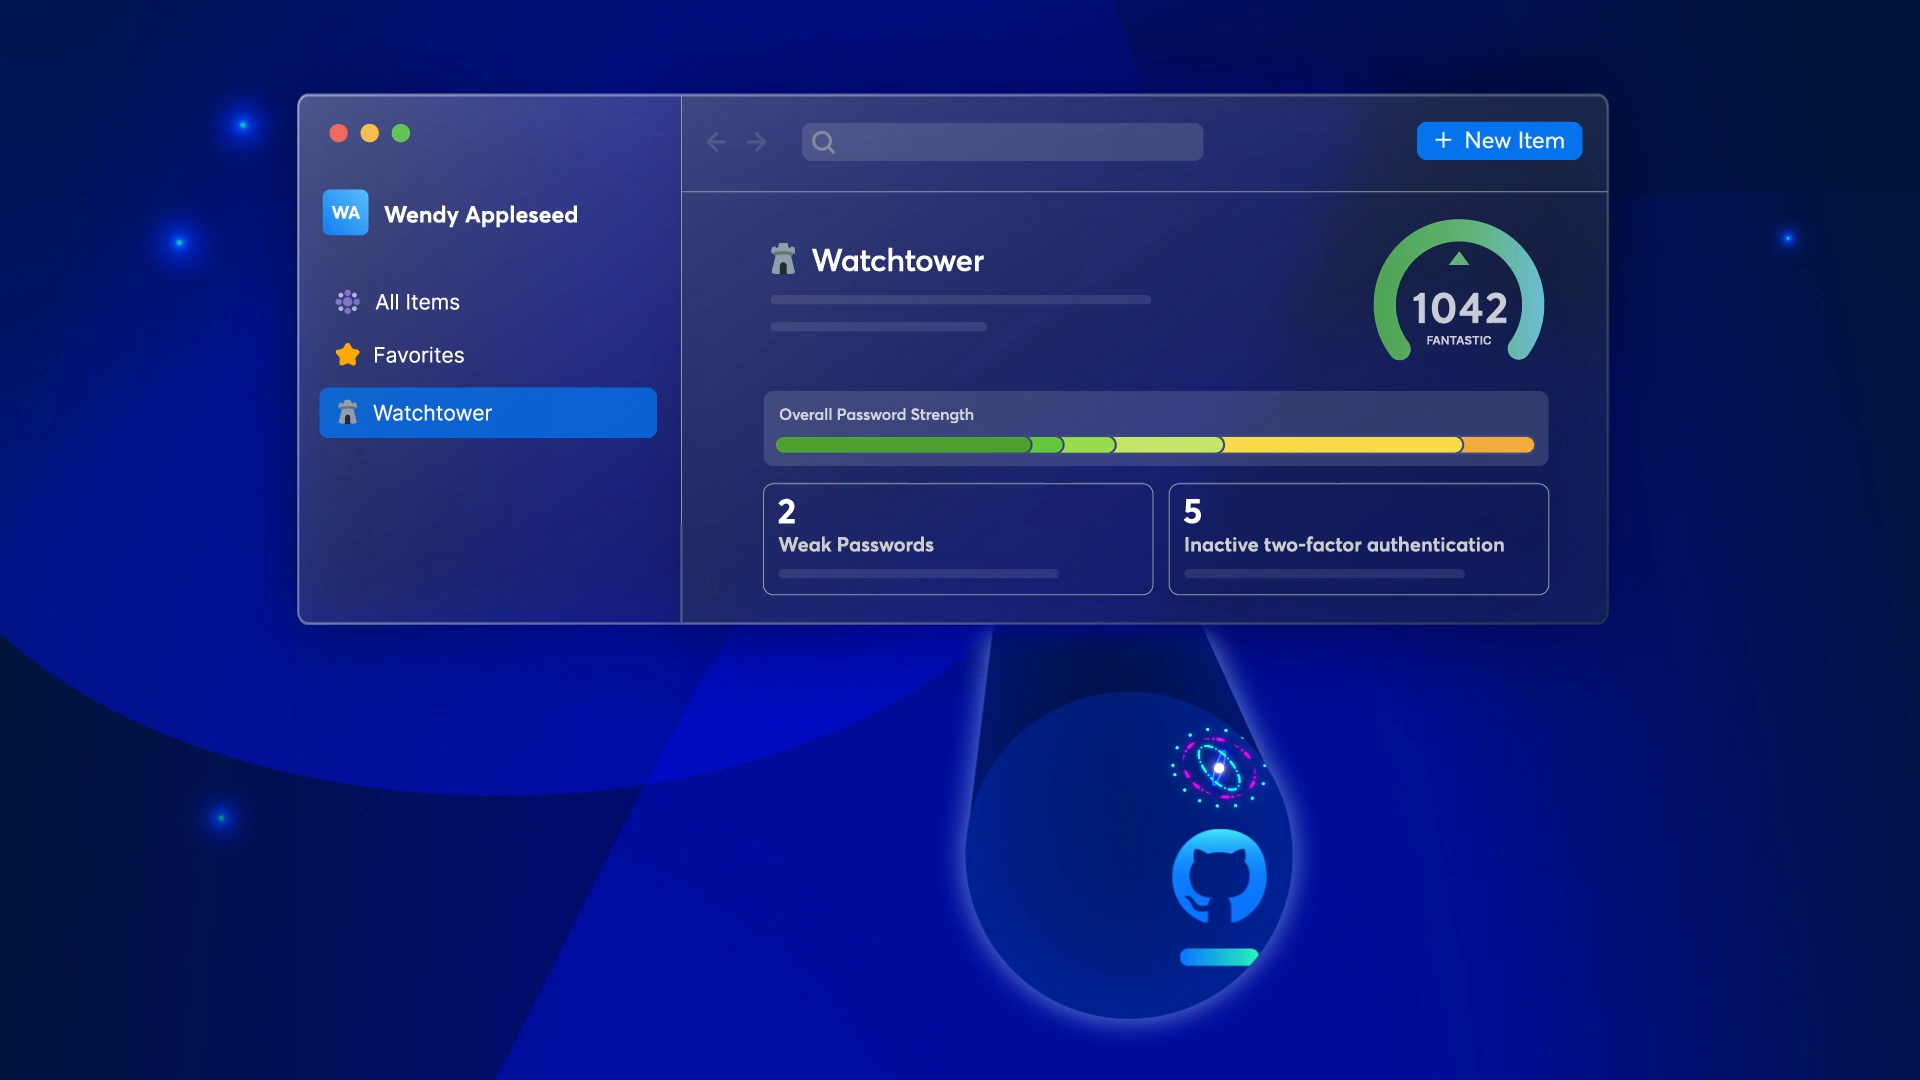 WA
Wendy Appleseed
All Items
Favorites
Watchtower
+ New Item
Watchtower
1042
FANTASTIC
Overall Password Strength
2
Weak Passwords
5
Inactive two-factor authentication